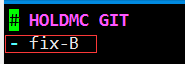 # HOLDMC GIT
- fix-B